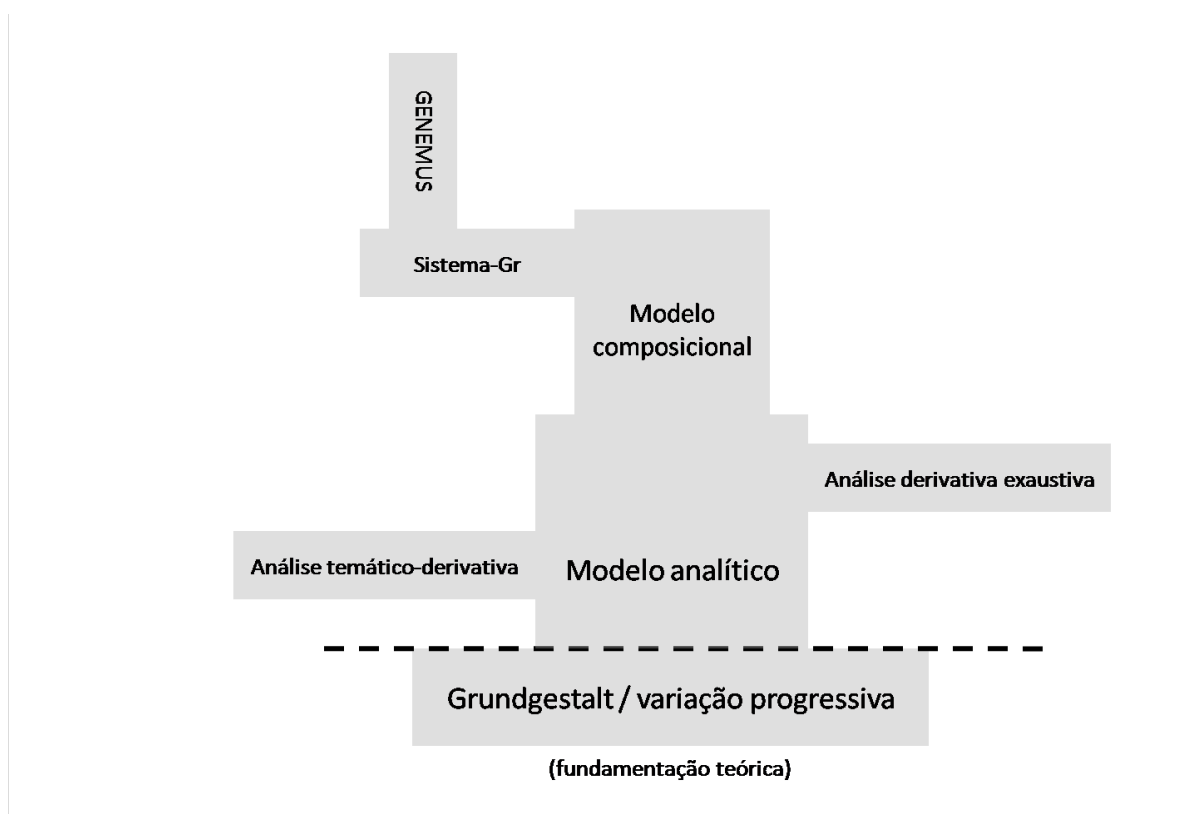 GENEMUS
Sistema-Gr
Modelo
composicional
Análise derivativa exaustiva
Análise temático-derivativa
Modelo analítico
Grundgestalt / variação progressiva
(fundamentação teórica)